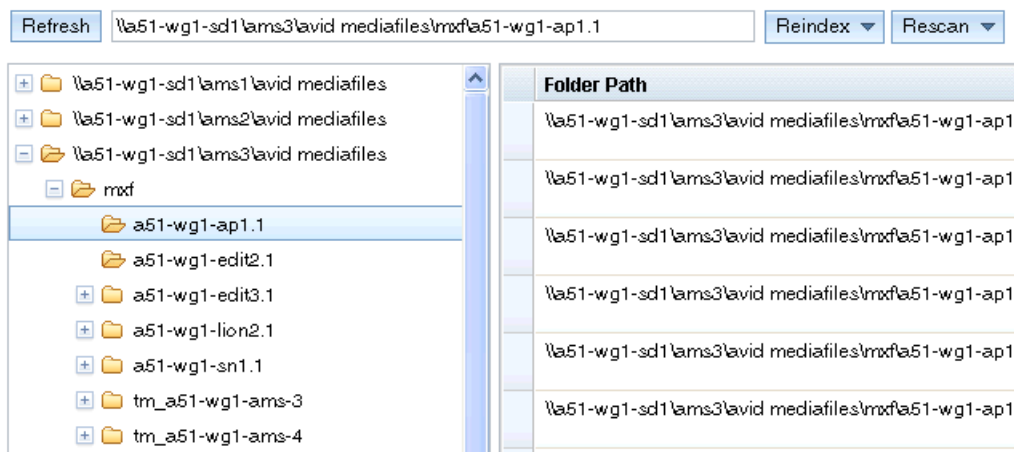 Refresh \\a51-wg1-sd1\ams3\avid mediafiles\mxf\a51-wg1-ap1.1 Reindex Rescan
\\a51-wg1-sd1\ams1\avid mediafiles
\\a51-wg1-sd1\ams2\avid mediafiles
\\a51-wg1-sd1\ams3\avid mediafiles
mxf
a51-wg1-ap1.1
a51-wg1-edit2.1
a51-wg1-edit3.1
a51-wg1-lion2.1
a51-wg1-sn1.1
tm_a51-wg1-ams-3
tm_a51-wg1-ams-4
Folder Path
\\a51-wg1-sd1\ams3\avid mediafiles\mxf\a51-wg1-ap1
\\a51-wg1-sd1\ams3\avid mediafiles\mxf\a51-wg1-ap1
\\a51-wg1-sd1\ams3\avid mediafiles\mxf\a51-wg1-ap1
\\a51-wg1-sd1\ams3\avid mediafiles\mxf\a51-wg1-ap1
\\a51-wg1-sd1\ams3\avid mediafiles\mxf\a51-wg1-ap1
\\a51-wg1-sd1\ams3\avid mediafiles\mxf\a51-wg1-ap1